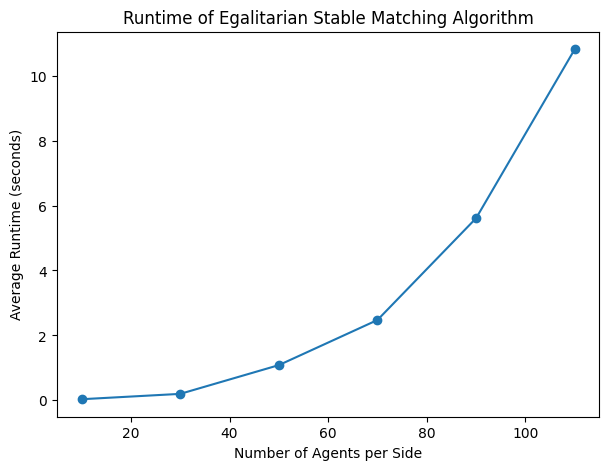 Runtime of Egalitarian Stable Matching Algorithm
Average Runtime (seconds)
10
8
6
4
2
0
20 40 60 80 100
Number of Agents per Side